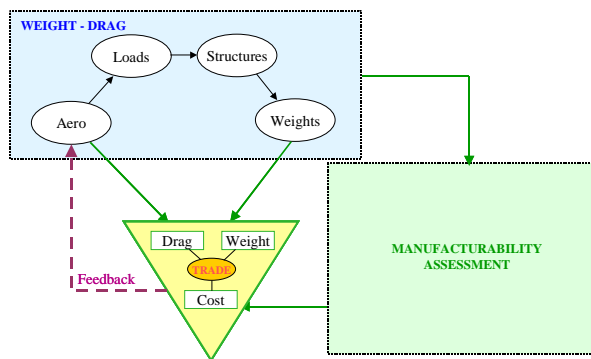 WEIGHT - DRAG
Loads
Structures
Aero
Weights
Drag
Weight
MANUFACTURABILITY
ASSESSMENT
TRADE
Feedback
Cost